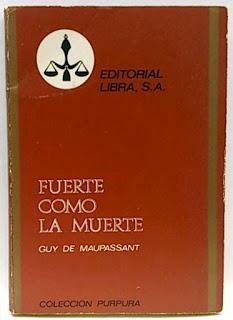 EDITORIAL
LIBRA, S.A.
FUERTE
COMO
LA MUERTE
GUY DE MAUPASSANT
COLECCION PURPURA